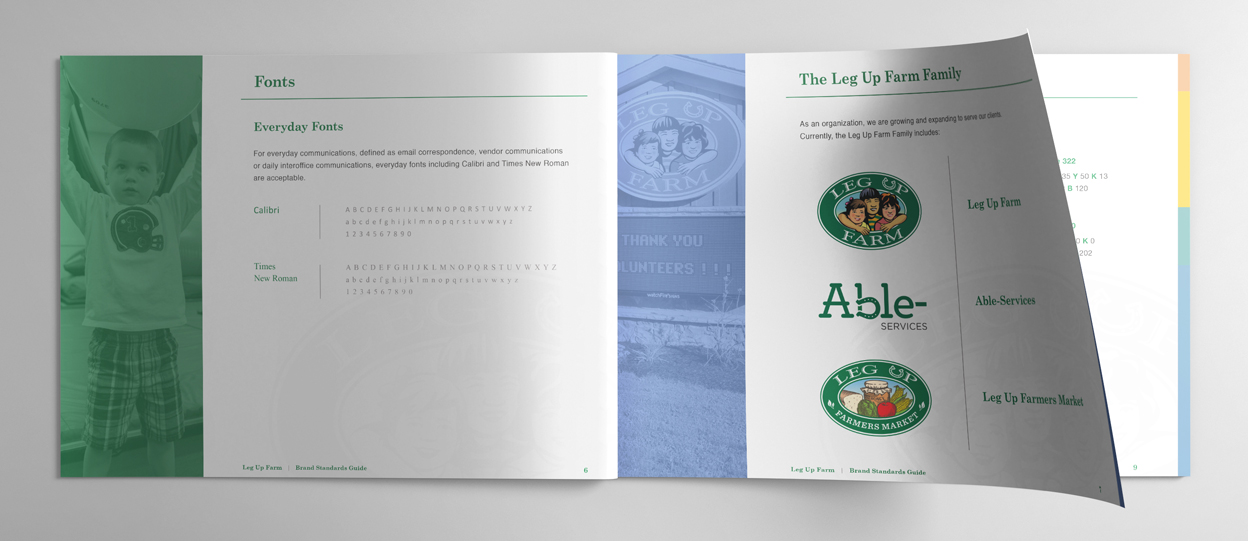 Fonts
Everyday Fonts
For everyday communications, defined as email correspondence, vendor communications
or daily interoffice communications, everyday fonts including Calibri and Times New Roman
are acceptable.
Calibri
A B C D E F G H I J K L M N O P Q R S T U V W X Y Z
a b c d e f g h i j k l m n o p q r s t u v w x y z
1 2 3 4 5 6 7 8 9 0
Times
New Roman
A B C D E F G H I J K L M N O P Q R S T U V W X Y Z
a b c d e f g h i j k l m n o p q r s t u v w x y z
1 2 3 4 5 6 7 8 9 0
Leg Up Farm | Brand Standards Guide
6
LEG UP
FARM
THANK YOU
OLUNTEERS ! ! !
The Leg Up Farm Family
As an organization, we are growing and expanding to serve our clients.
Currently, the Leg Up Farm Family includes:
LEG UP
FARM
Leg Up Farm
Able-
SERVICES
Able-Services
LEG UP
FARMERS MARKET
Leg Up Farmers Market
Leg Up Farm | Brand Standards Guide
322
35 Y 50 K 13
B 120
0 K 0
202
9